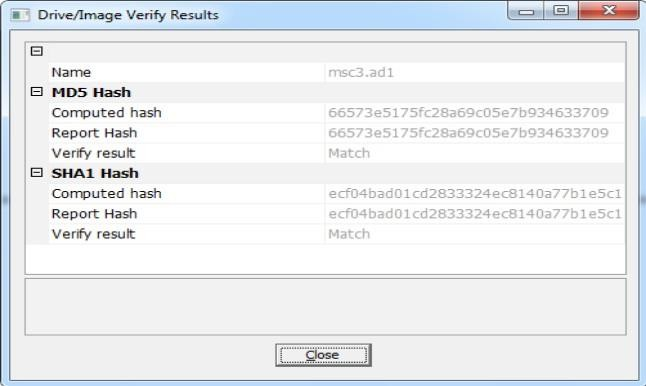 Drive/Image Verify Results
Name msc3.ad1
MD5 Hash
Computed hash 66573e5175fc28a69c05e7b934633709
Report Hash 66573e5175fc28a69c05e7b934633709
Verify result Match
SHA1 Hash
Computed hash ecf04bad01cd2833324ec8140a77b1e5c1
Report Hash ecf04bad01cd2833324ec8140a77b1e5c1
Verify result Match
Close